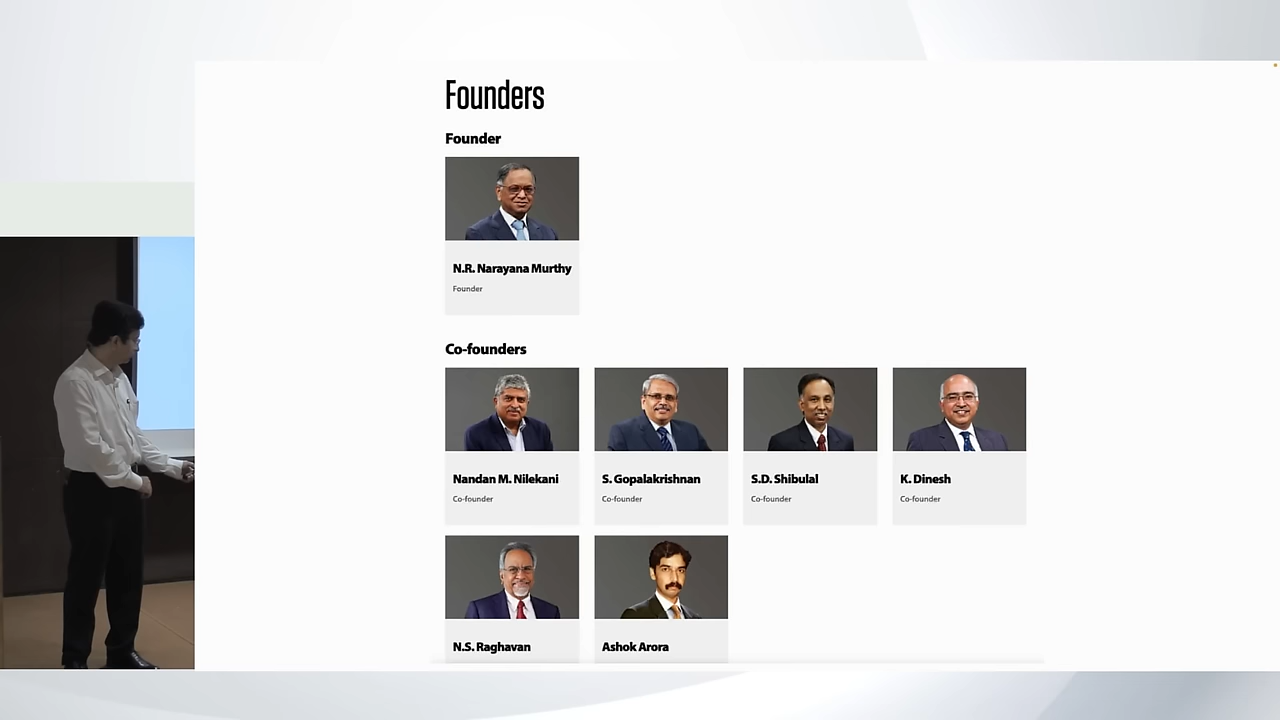 Founders
Founder
N.R. Narayana Murthy
Founder
Co-founders
Nandan M. Nilekani
Co-founder
S. Gopalakrishnan
Co-founder
S.D. Shibulal
Co-founder
K. Dinesh
Co-founder
N.S. Raghavan
Ashok Arora